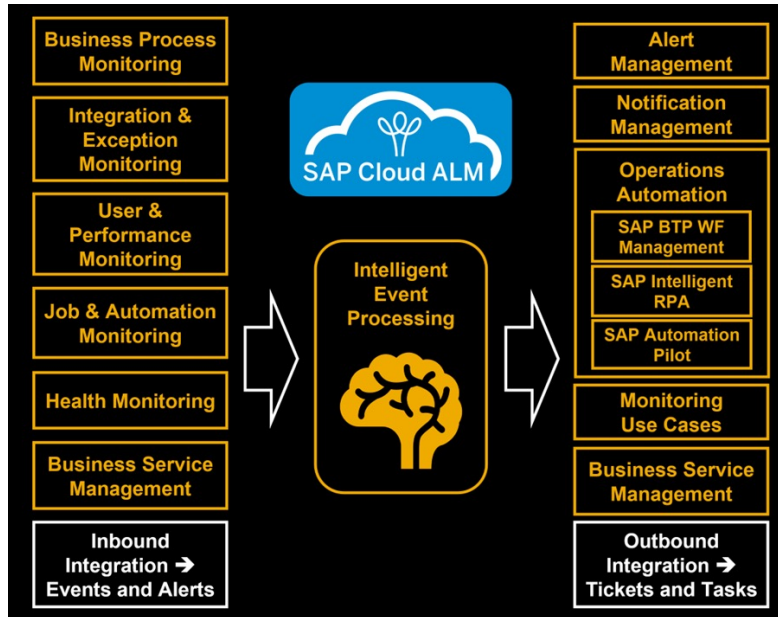 Business Process
Monitoring
Integration &
Exception
Monitoring
User &
Performance
Monitoring
Job & Automation
Monitoring
Health Monitoring
Business Service
Management
Inbound
Integration ➔
Events and Alerts
SAP Cloud ALM
Intelligent
Event
Processing
Alert
Management
Notification
Management
Operations
Automation
SAP BTP WF
Management
SAP Intelligent
RPA
SAP Automation
Pilot
Monitoring
Use Cases
Business Service
Management
Outbound
Integration ➔
Tickets and Tasks